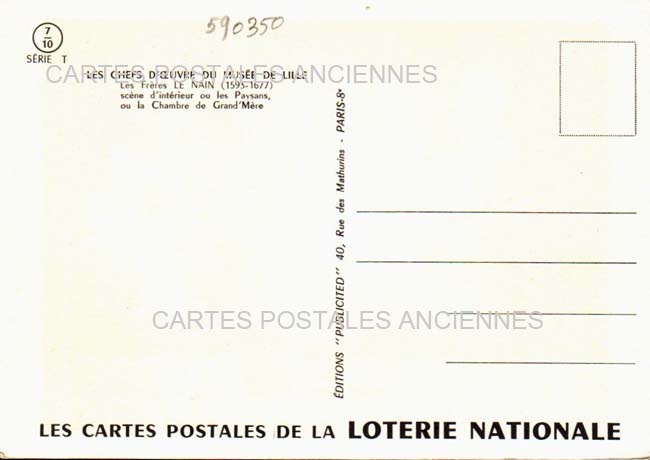 590350
7
10
SÉRIE T
LES CHEFS D'ŒUVRE DU MUSÉE DE LILLE
CARTES POSTALES ANCIENNES
Les Frères LE NAIN (1593-1677)
scène d'intérieur ou les Paysans,
ou la Chambre de Grand'Mère
ÉDITIONS "PUBLICITED" 40, Rue des Mathurins - PARIS-8e
CARTES POSTALES ANCIENNES
LES CARTES POSTALES DE LA LOTERIE NATIONALE